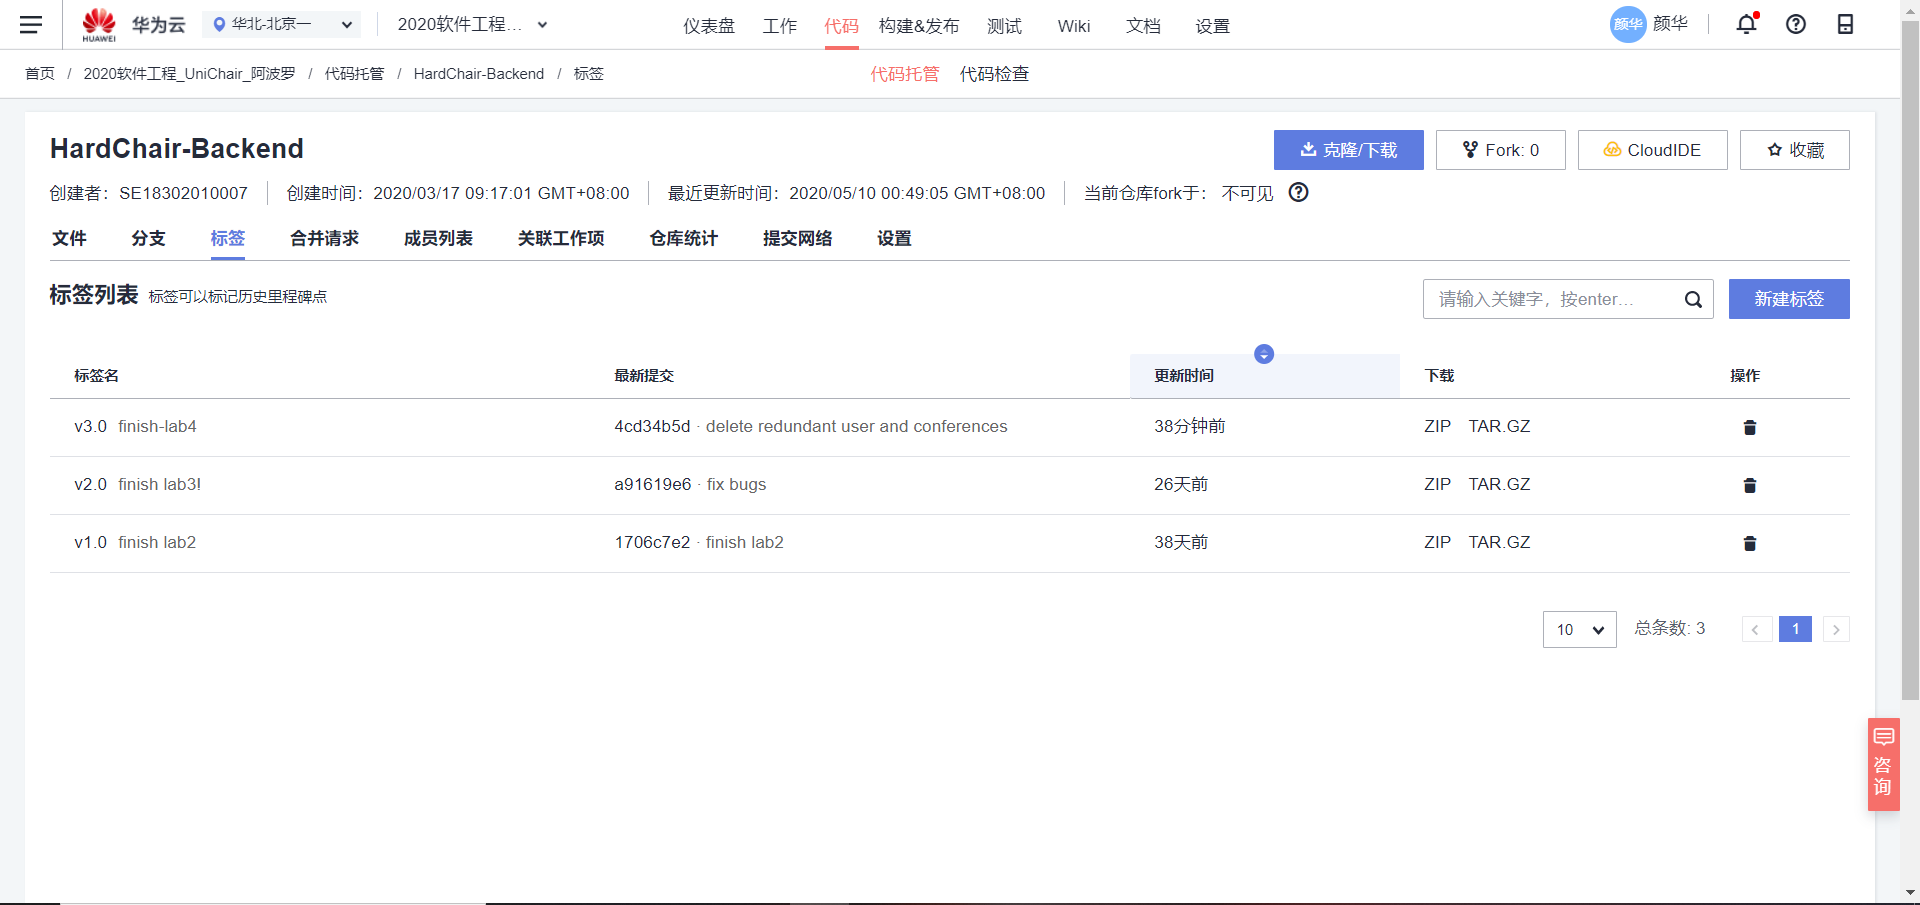 HUAWEI 华为云 华北-北京一 2020软件工程... 仪表盘 工作 代码 构建&发布 测试 Wiki 文档 设置 颜华 颜华
首页 / 2020软件工程_UniChair_阿波罗 / 代码托管 / HardChair-Backend / 标签 代码托管 代码检查
HardChair-Backend 克隆/下载 Fork: 0 CloudIDE 收藏
创建者：SE18302010007 创建时间：2020/03/17 09:17:01 GMT+08:00 最近更新时间：2020/05/10 00:49:05 GMT+08:00 当前仓库fork于： 不可见
文件 分支 标签 合并请求 成员列表 关联工作项 仓库统计 提交网络 设置
标签列表 标签可以标记历史里程碑点 请输入关键字，按enter... 新建标签
标签名 最新提交 更新时间 下载 操作
v3.0 finish-lab4 4cd34b5d · delete redundant user and conferences 38分钟前 ZIP TAR.GZ
v2.0 finish lab3! a91619e6 · fix bugs 26天前 ZIP TAR.GZ
v1.0 finish lab2 1706c7e2 · finish lab2 38天前 ZIP TAR.GZ
10 总条数: 3 < 1 >
咨询